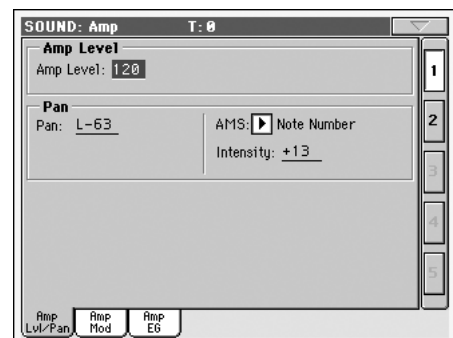 SOUND: Amp T: 0
Amp Level
Amp Level: 120
1
Pan
Pan: L-63 AMS: Note Number
2
Intensity: +13
3
4
5
Amp Lvl/Pan
Amp Mod
Amp EG